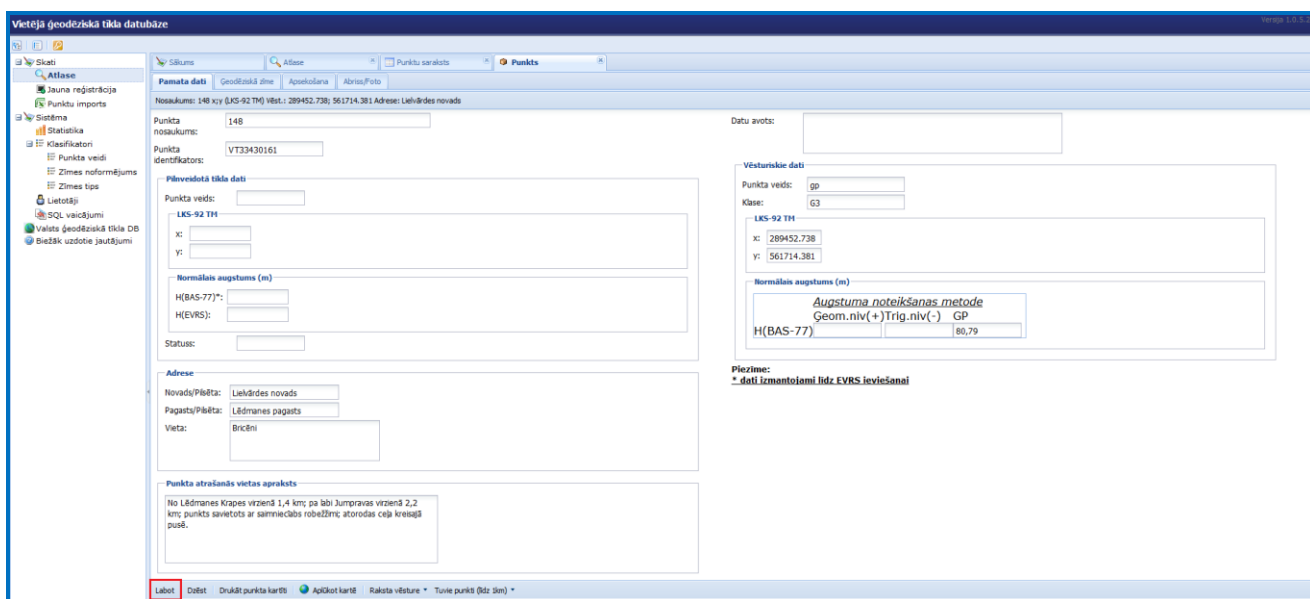 Vietējā ģeodēziskā tīkla datubāze
Versija 1.0.5.2
Skati
Atlase
Jauna reģistrācija
Punktu imports
Sistēma
Statistika
Klasifikatori
Punkta veidi
Zīmes noformējums
Zīmes tips
Lietotāji
SQL vaicājumi
Valsts ģeodēziskā tīkla DB
Biežāk uzdotie jautājumi
Sākums Atlase Punktu saraksts Punkts
Pamata dati Ģeodēziskā zīme Apsekošana Abriss/Foto
Nosaukums: 148 x;y (LKS-92 TM) Vēst.: 289452.738; 561714.381 Adrese: Lielvārdes novads
Punkta nosaukums: 148
Punkta identifikators: VT33430161
Pilnveidotā tīkla dati
Punkta veids:
LKS-92 TM
x:
y:
Normālais augstums (m)
H(BAS-77)*:
H(EVRS):
Statuss:
Adrese
Novads/Pilsēta: Lielvārdes novads
Pagasts/Pilsēta: Lēdmanes pagasts
Vieta: Bricēni
Punkta atrašanās vietas apraksts
No Lēdmanes Krapes virzienā 1,4 km; pa labi Jumpravas virzienā 2,2
km; punkts savietots ar saimniecībs robežžīmi; atorodas ceļa kreisajā
pusē.
Datu avots:
Vēsturiskie dati
Punkta veids: gp
Klase: G3
LKS-92 TM
x: 289452.738
y: 561714.381
Normālais augstums (m)
Augstuma noteikšanas metode
Ģeom.niv(+)Trig.niv(-) GP
H(BAS-77) 80,79
Piezīme:
* dati izmantojami līdz EVRS ieviešanai
Labot Dzēst Drukāt punkta kartīti Aplūkot kartē Raksta vēsture Tuvie punkti (līdz 1km)